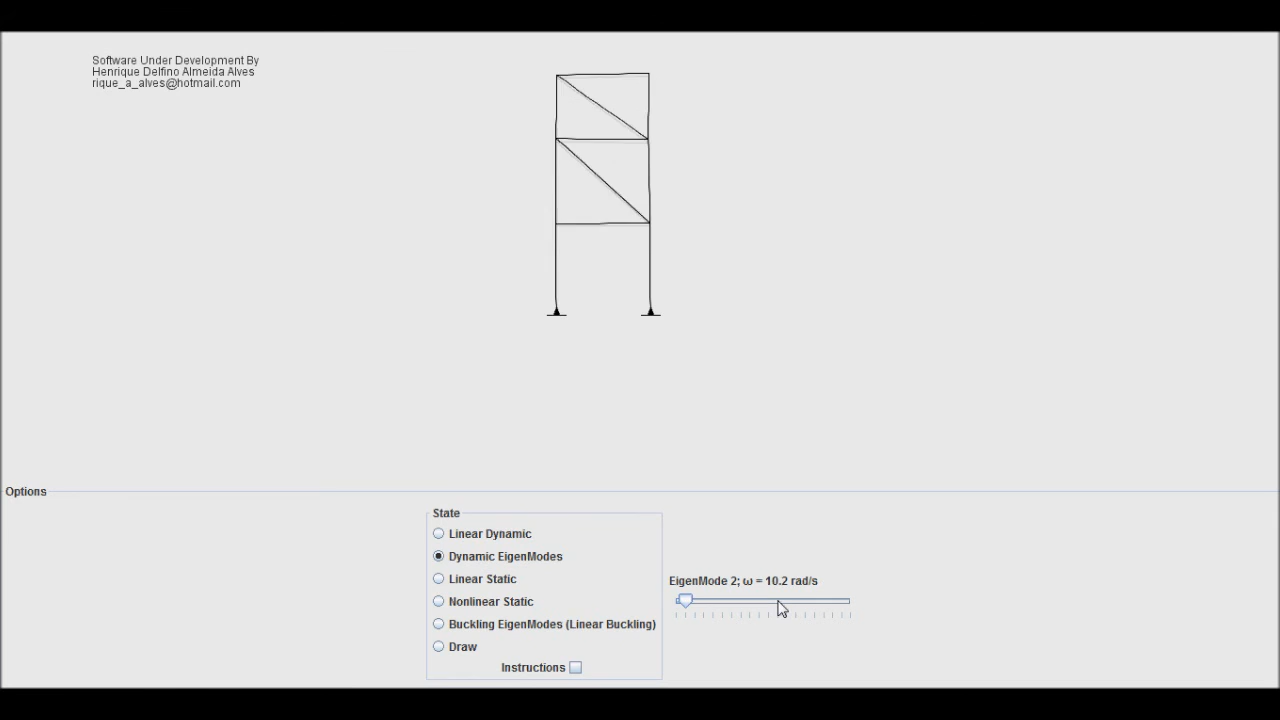 Software Under Development By
Henrique Delfino Almeida Alves
rique_a_alves@hotmail.com
Options
State
Linear Dynamic
Dynamic EigenModes
Linear Static
Nonlinear Static
Buckling EigenModes (Linear Buckling)
Draw
Instructions
EigenMode 2; ω = 10.2 rad/s